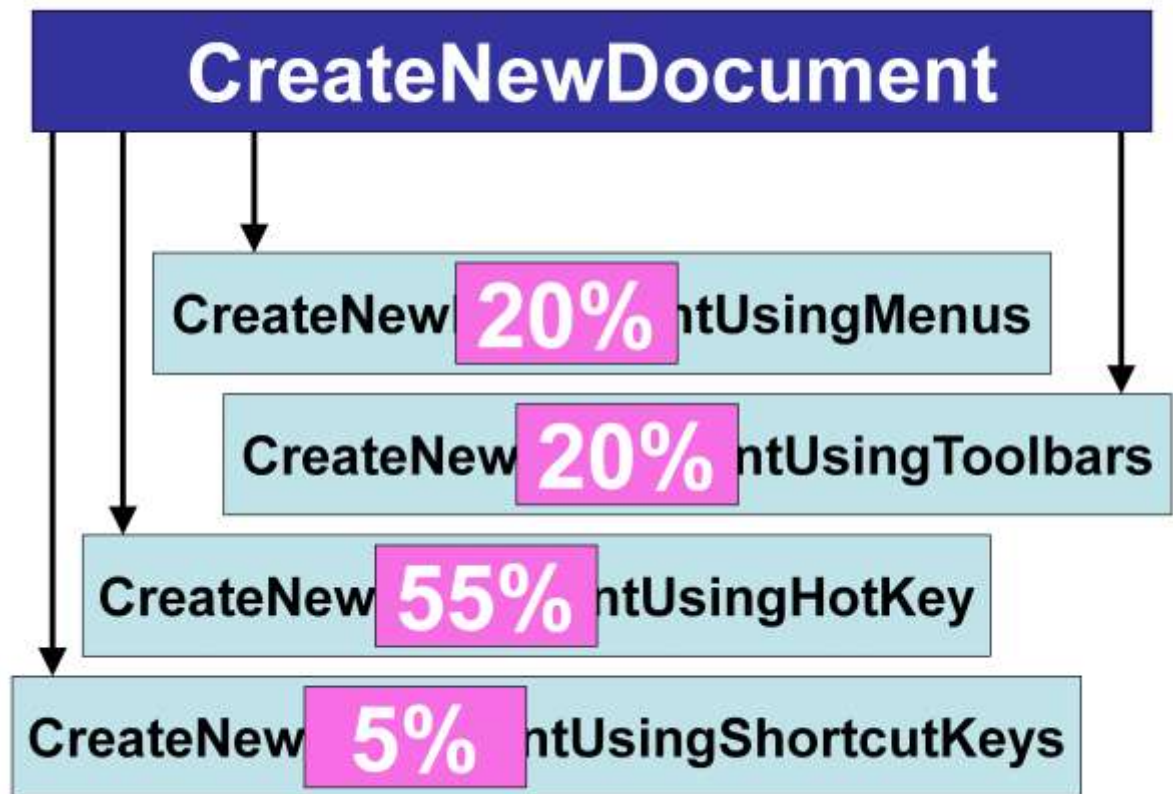 CreateNewDocument
CreateNew 20% ntUsingMenus
CreateNew 20% ntUsingToolbars
CreateNew 55% ntUsingHotKey
CreateNew 5% ntUsingShortcutKeys